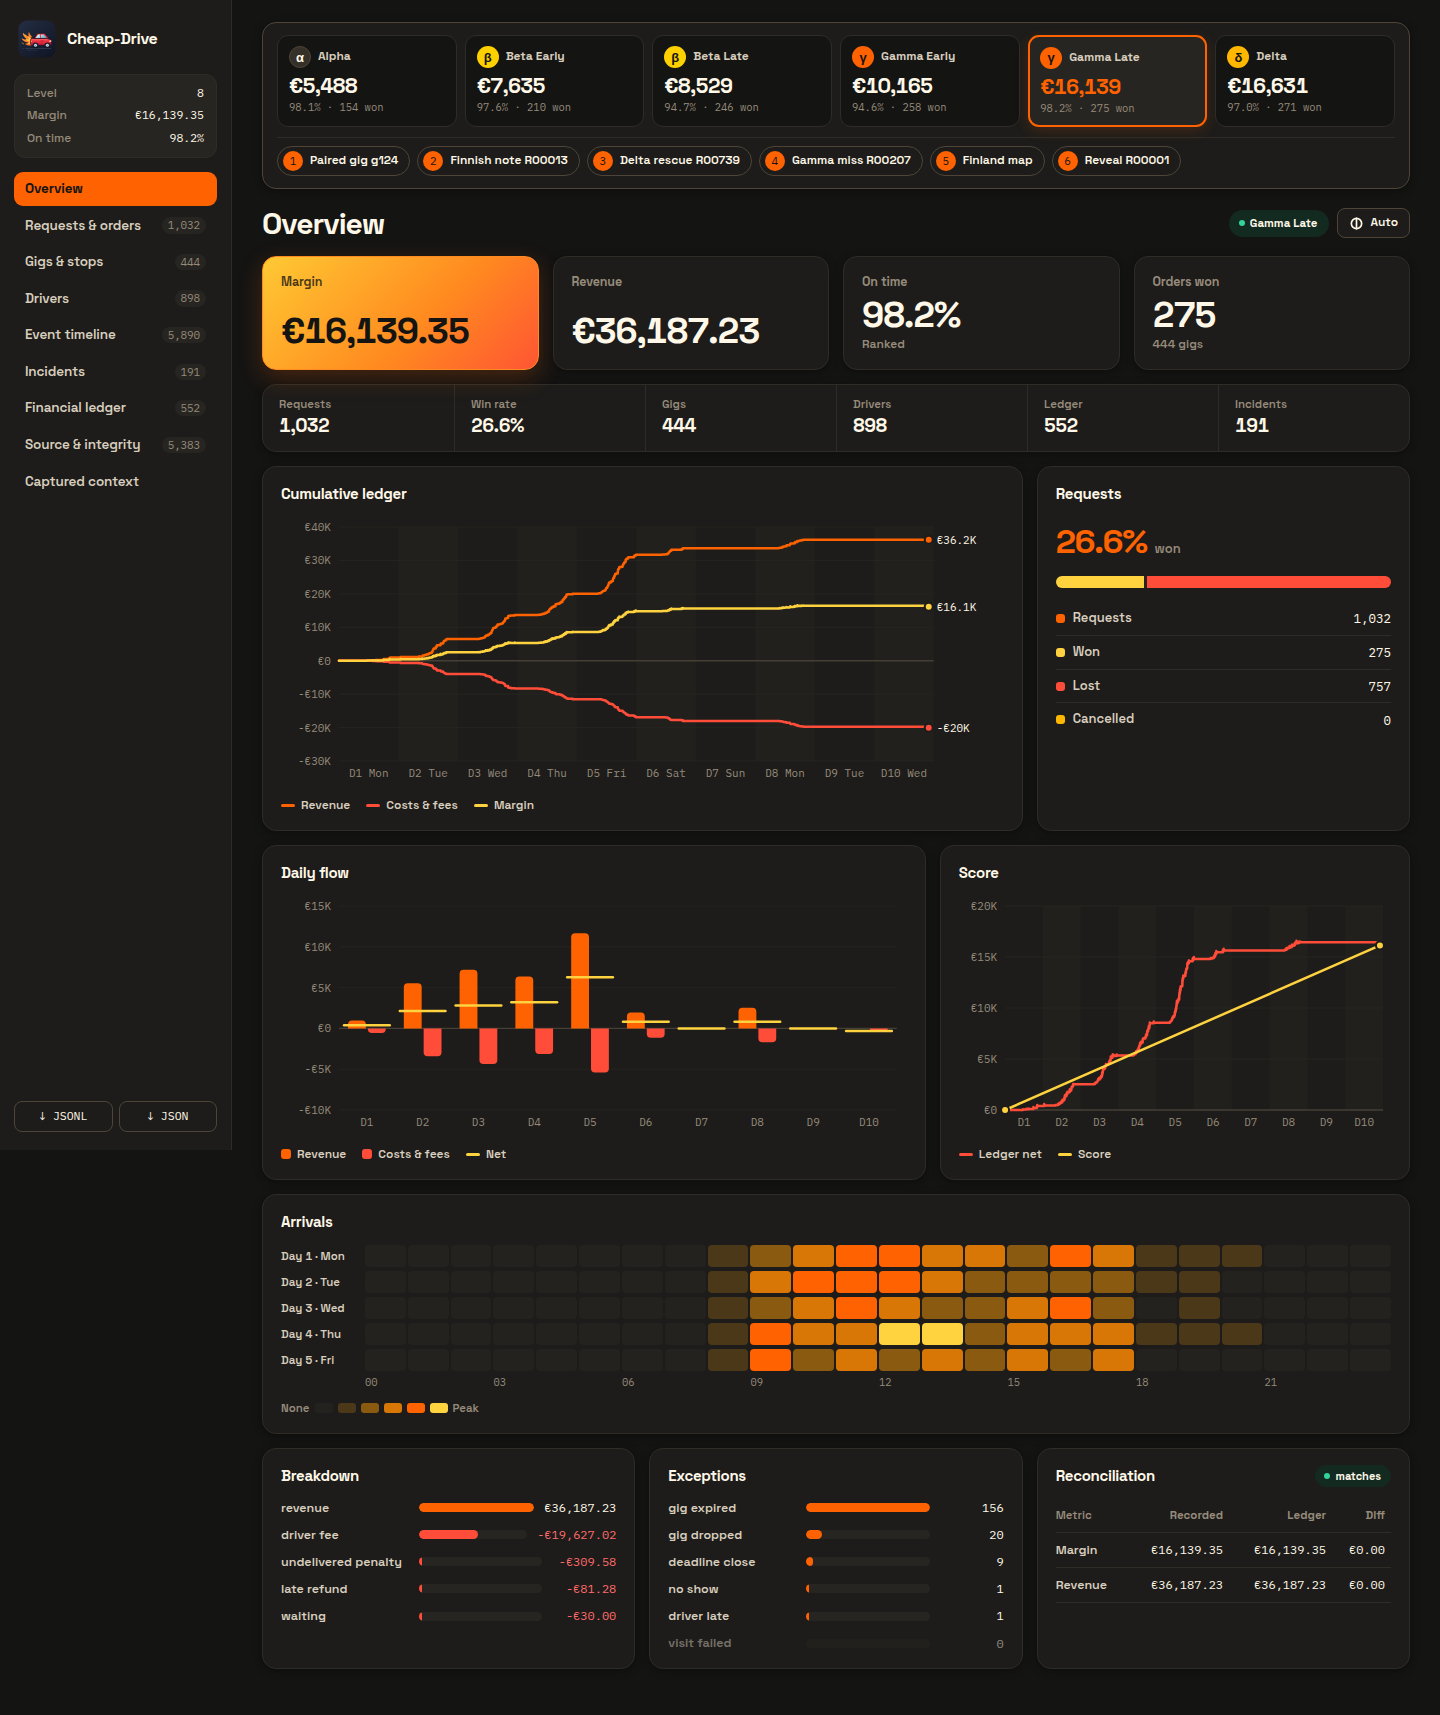 Cheap-Drive
Level 8
Margin €16,139.35
On time 98.2%
Overview
Requests & orders 1,032
Gigs & stops 444
Drivers 898
Event timeline 5,890
Incidents 191
Financial ledger 552
Source & integrity 5,383
Captured context
↓ JSONL ↓ JSON
α Alpha
€5,488
98.1% · 154 won
β Beta Early
€7,635
97.6% · 210 won
β Beta Late
€8,529
94.7% · 246 won
γ Gamma Early
€10,165
94.6% · 258 won
γ Gamma Late
€16,139
98.2% · 275 won
δ Delta
€16,631
97.0% · 271 won
1 Paired gig g124
2 Finnish note R00013
3 Delta rescue R00739
4 Gamma miss R00207
5 Finland map
6 Reveal R00001
Overview
Gamma Late
Auto
Margin
€16,139.35
Revenue
€36,187.23
On time
98.2%
Ranked
Orders won
275
444 gigs
Requests
1,032
Win rate
26.6%
Gigs
444
Drivers
898
Ledger
552
Incidents
191
Cumulative ledger
€40K
€30K
€20K
€10K
€0
-€10K
-€20K
-€30K
€36.2K
€16.1K
-€20K
D1 Mon D2 Tue D3 Wed D4 Thu D5 Fri D6 Sat D7 Sun D8 Mon D9 Tue D10 Wed
Revenue Costs & fees Margin
Requests
26.6% won
Requests 1,032
Won 275
Lost 757
Cancelled 0
Daily flow
€15K
€10K
€5K
€0
-€5K
-€10K
D1 D2 D3 D4 D5 D6 D7 D8 D9 D10
Revenue Costs & fees Net
Score
€20K
€15K
€10K
€5K
€0
D1 D2 D3 D4 D5 D6 D7 D8 D9 D10
Ledger net Score
Arrivals
Day 1 · Mon
Day 2 · Tue
Day 3 · Wed
Day 4 · Thu
Day 5 · Fri
00 03 06 09 12 15 18 21
None Peak
Breakdown
revenue €36,187.23
driver fee -€19,627.02
undelivered penalty -€309.58
late refund -€81.28
waiting -€30.00
Exceptions
gig expired 156
gig dropped 20
deadline close 9
no show 1
driver late 1
visit failed 0
Reconciliation matches
Metric Recorded Ledger Diff
Margin €16,139.35 €16,139.35 €0.00
Revenue €36,187.23 €36,187.23 €0.00